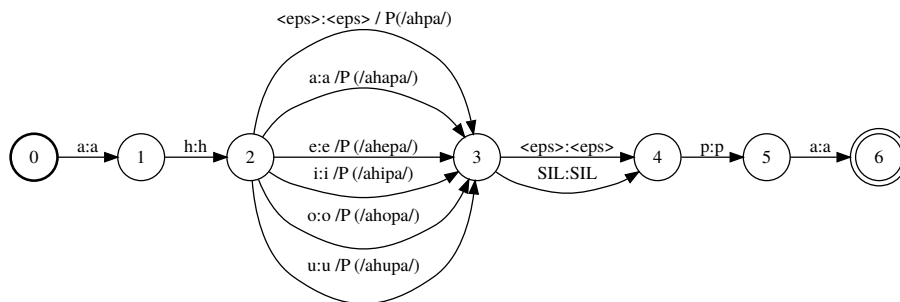 <eps>:<eps> / P(/ahpa/)
a:a /P (/ahapa/)
0 a:a 1 h:h 2 e:e /P (/ahepa/) 3 <eps>:<eps> 4 p:p 5 a:a 6
i:i /P (/ahipa/) SIL:SIL
o:o /P (/ahopa/)
u:u /P (/ahupa/)